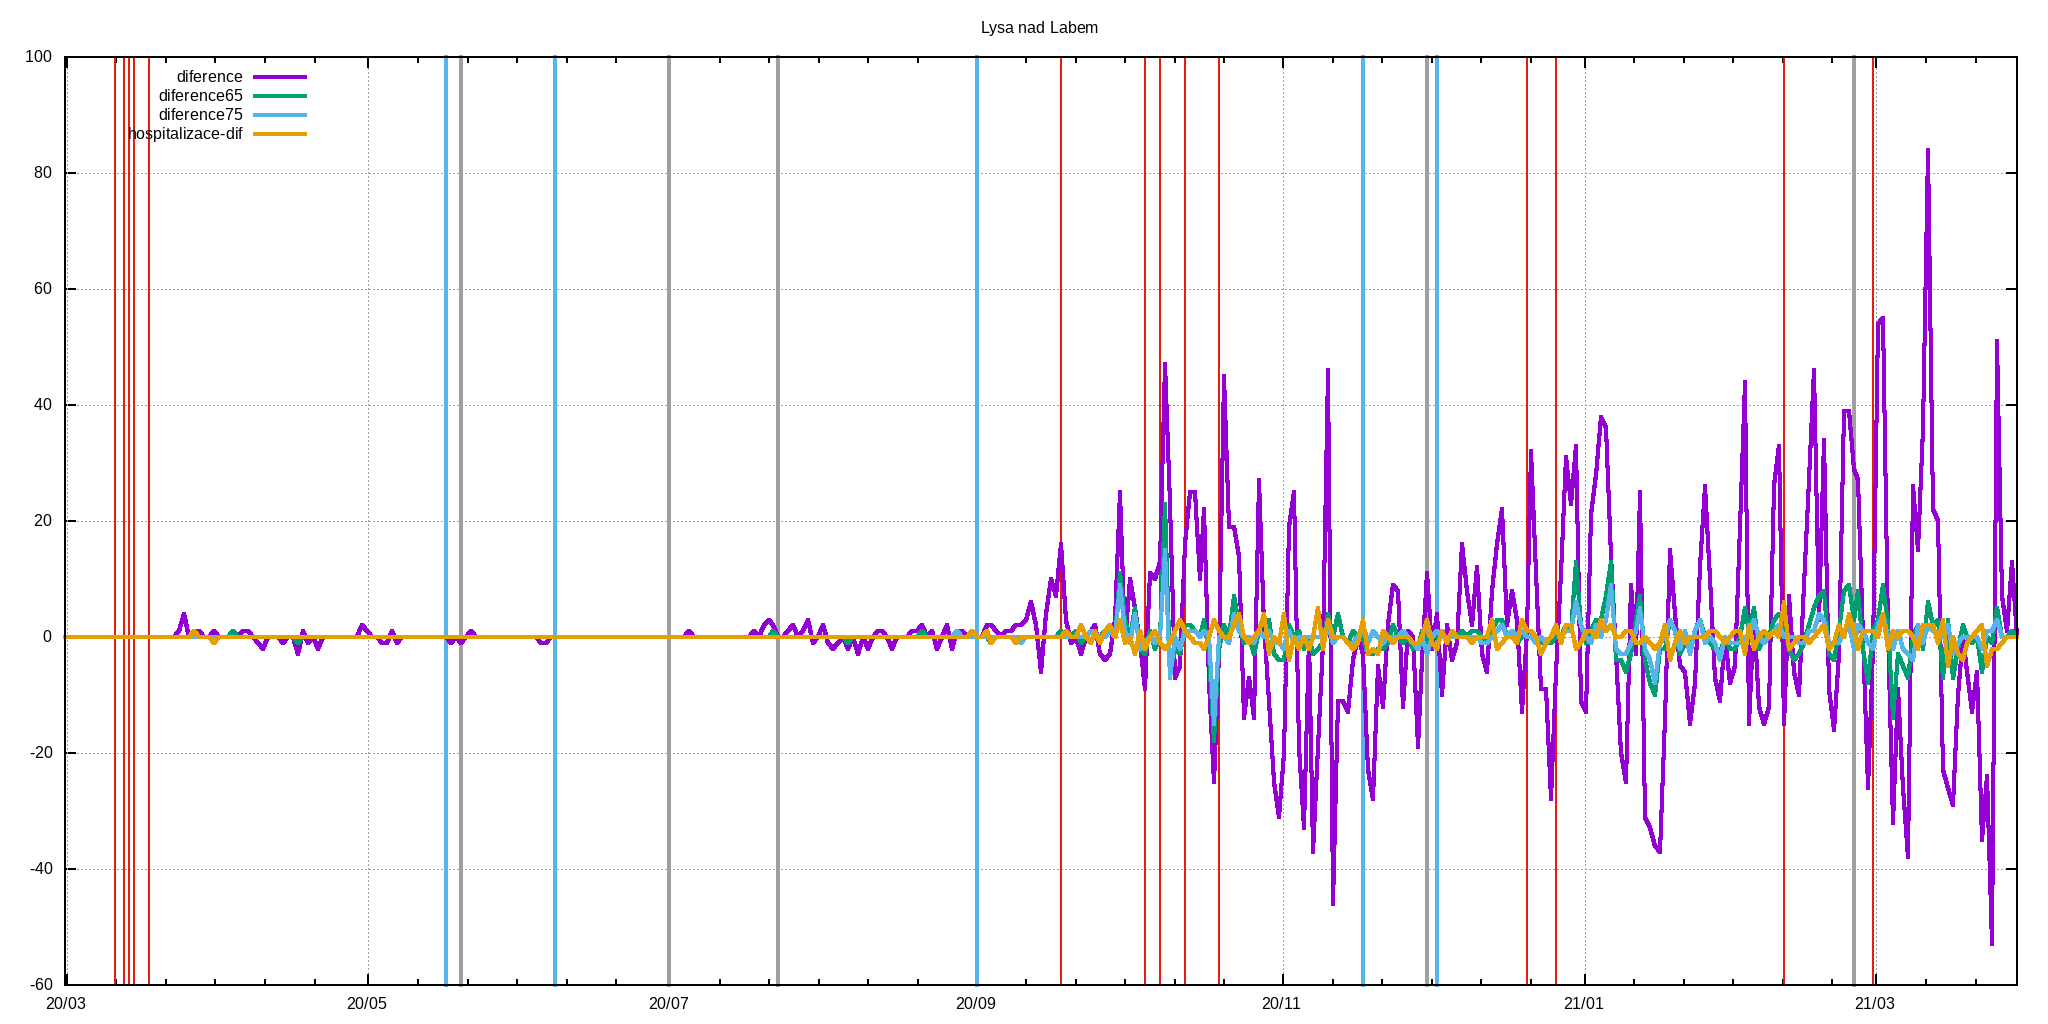 Lysa nad Labem
100
80
60
40
20
0
-20
-40
-60
diference
diference65
diference75
hospitalizace-dif
20/03 20/05 20/07 20/09 20/11 21/01 21/03